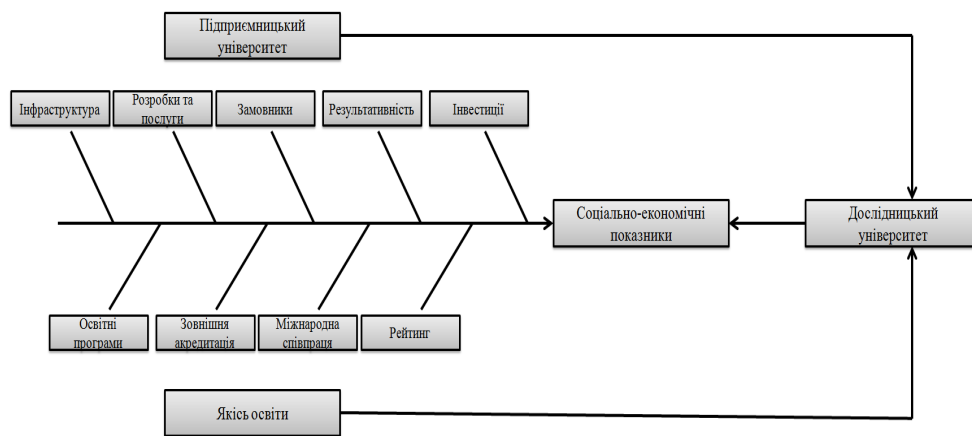 Підприємницький
університет
Інфраструктура
Розробки та
послуги
Замовники
Результативність
Інвестиції
Соціально-економічні
показники
Дослідницький
університет
Освітні
програми
Зовнішня
акредитація
Міжнародна
співпраця
Рейтинг
Якісь освіти